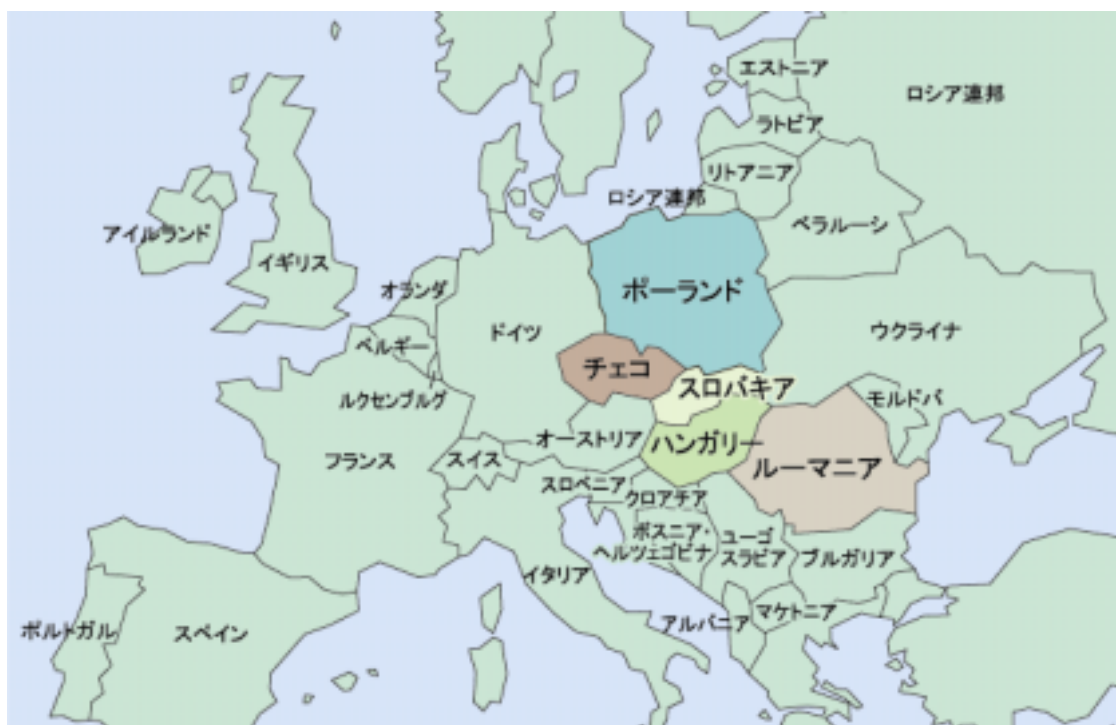 エストニア
ロシア連邦
ラトビア
リトアニア
ロシア連邦
アイルランド
ベラルーシ
イギリス
オランダ
ポーランド
ドイツ
ウクライナ
ベルギー
チェコ
スロバキア
ルクセンブルグ
モルドバ
オーストリア
ハンガリー
フランス
スイス
ルーマニア
スロベニア
クロアチア
ボスニア・
ヘルツェゴビナ
ユーゴ
スラビア
ブルガリア
イタリア
マケドニア
アルバニア
ポルトガル
スペイン